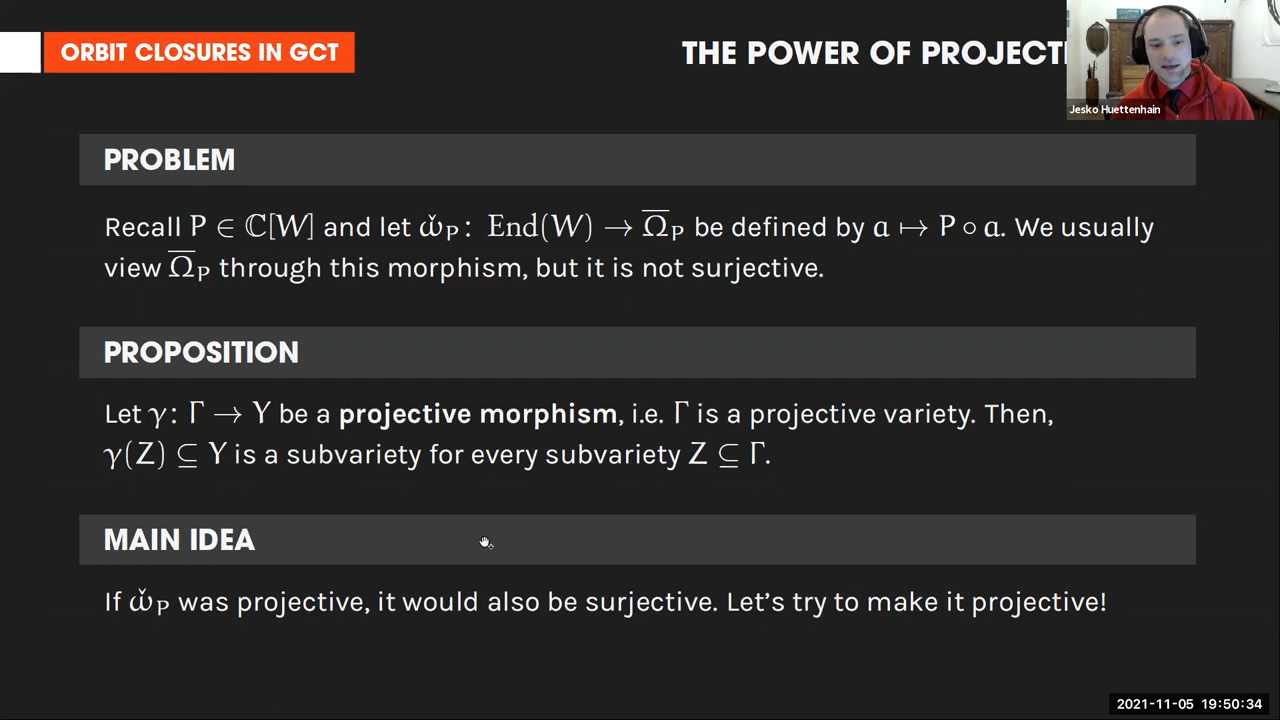 ORBIT CLOSURES IN GCT
THE POWER OF PROJECT
Jesko Huettenhain
PROBLEM
Recall P ∈ ℂ[W] and let ω̌_P : End(W) → Ω̅_P be defined by a ↦ P ∘ a. We usually
view Ω̅_P through this morphism, but it is not surjective.
PROPOSITION
Let γ: Γ → Y be a projective morphism, i.e. Γ is a projective variety. Then,
γ(Z) ⊆ Y is a subvariety for every subvariety Z ⊆ Γ.
MAIN IDEA
If ω̌_P was projective, it would also be surjective. Let's try to make it projective!
2021-11-05 19:50:34